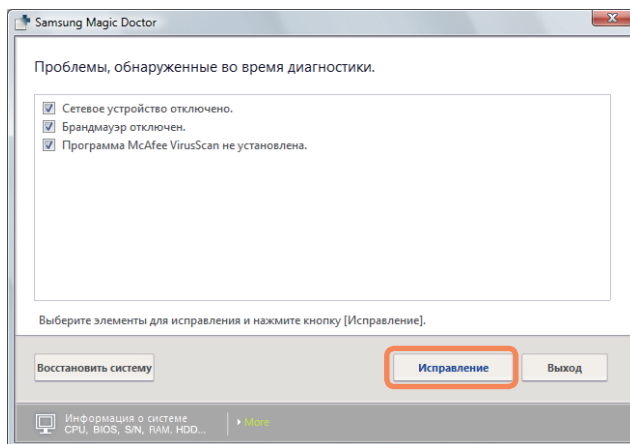 Samsung Magic Doctor
Проблемы, обнаруженные во время диагностики.
Сетевое устройство отключено.
Брандмауэр отключен.
Программа McAfee VirusScan не установлена.
Выберите элементы для исправления и нажмите кнопку [Исправление].
Восстановить систему
Исправление
Выход
Информация о системе
CPU, BIOS, S/N, RAM, HDD...
More